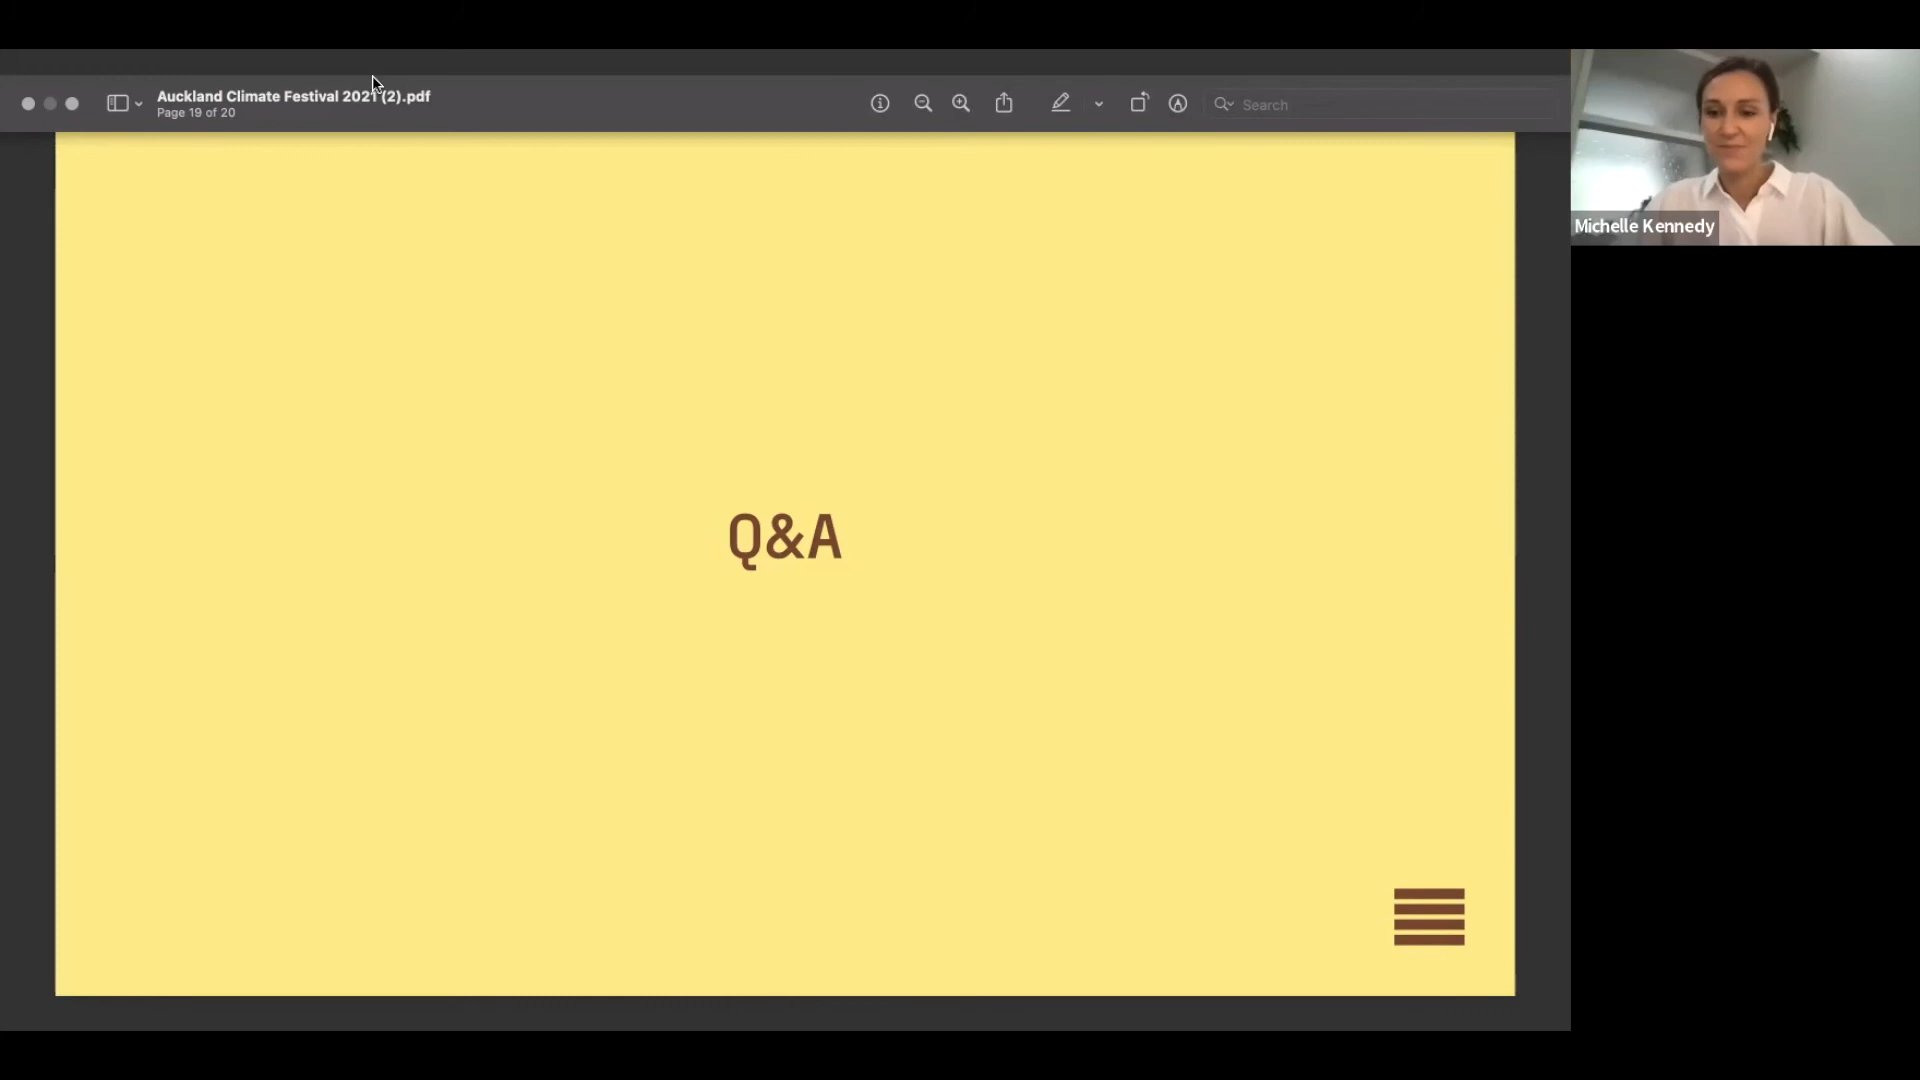 Auckland Climate Festival 2021 (2).pdf
Page 19 of 20
Search
Michelle Kennedy
Q&A